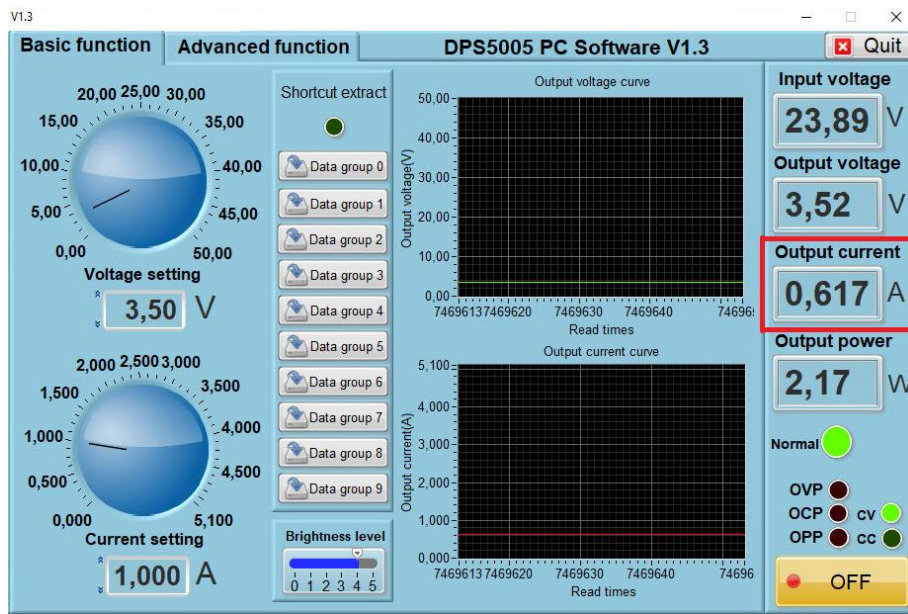 V1.3
Basic function
Advanced function
DPS5005 PC Software V1.3
Quit
20,00 25,00 30,00
15,00 35,00
10,00 40,00
5,00 45,00
0,00 50,00
Voltage setting
3,50 V
2,000 2,500 3,000
1,500 3,500
1,000 4,000
0,500 4,500
0,000 5,100
Current setting
1,000 A
Shortcut extract
Data group 0
Data group 1
Data group 2
Data group 3
Data group 4
Data group 5
Data group 6
Data group 7
Data group 8
Data group 9
Brightness level
0 1 2 3 4 5
Output voltage curve
Output voltage(V)
50,00
40,00
30,00
20,00
10,00
0,00
7469613 7469620 7469630 7469640 74696
Read times
Output current curve
Output current(A)
5,100
4,000
3,000
2,000
1,000
0,000
7469613 7469620 7469630 7469640 74696
Read times
Input voltage
23,89 V
Output voltage
3,52 V
Output current
0,617 A
Output power
2,17 W
Normal
OVP
OCP CV
OPP CC
OFF